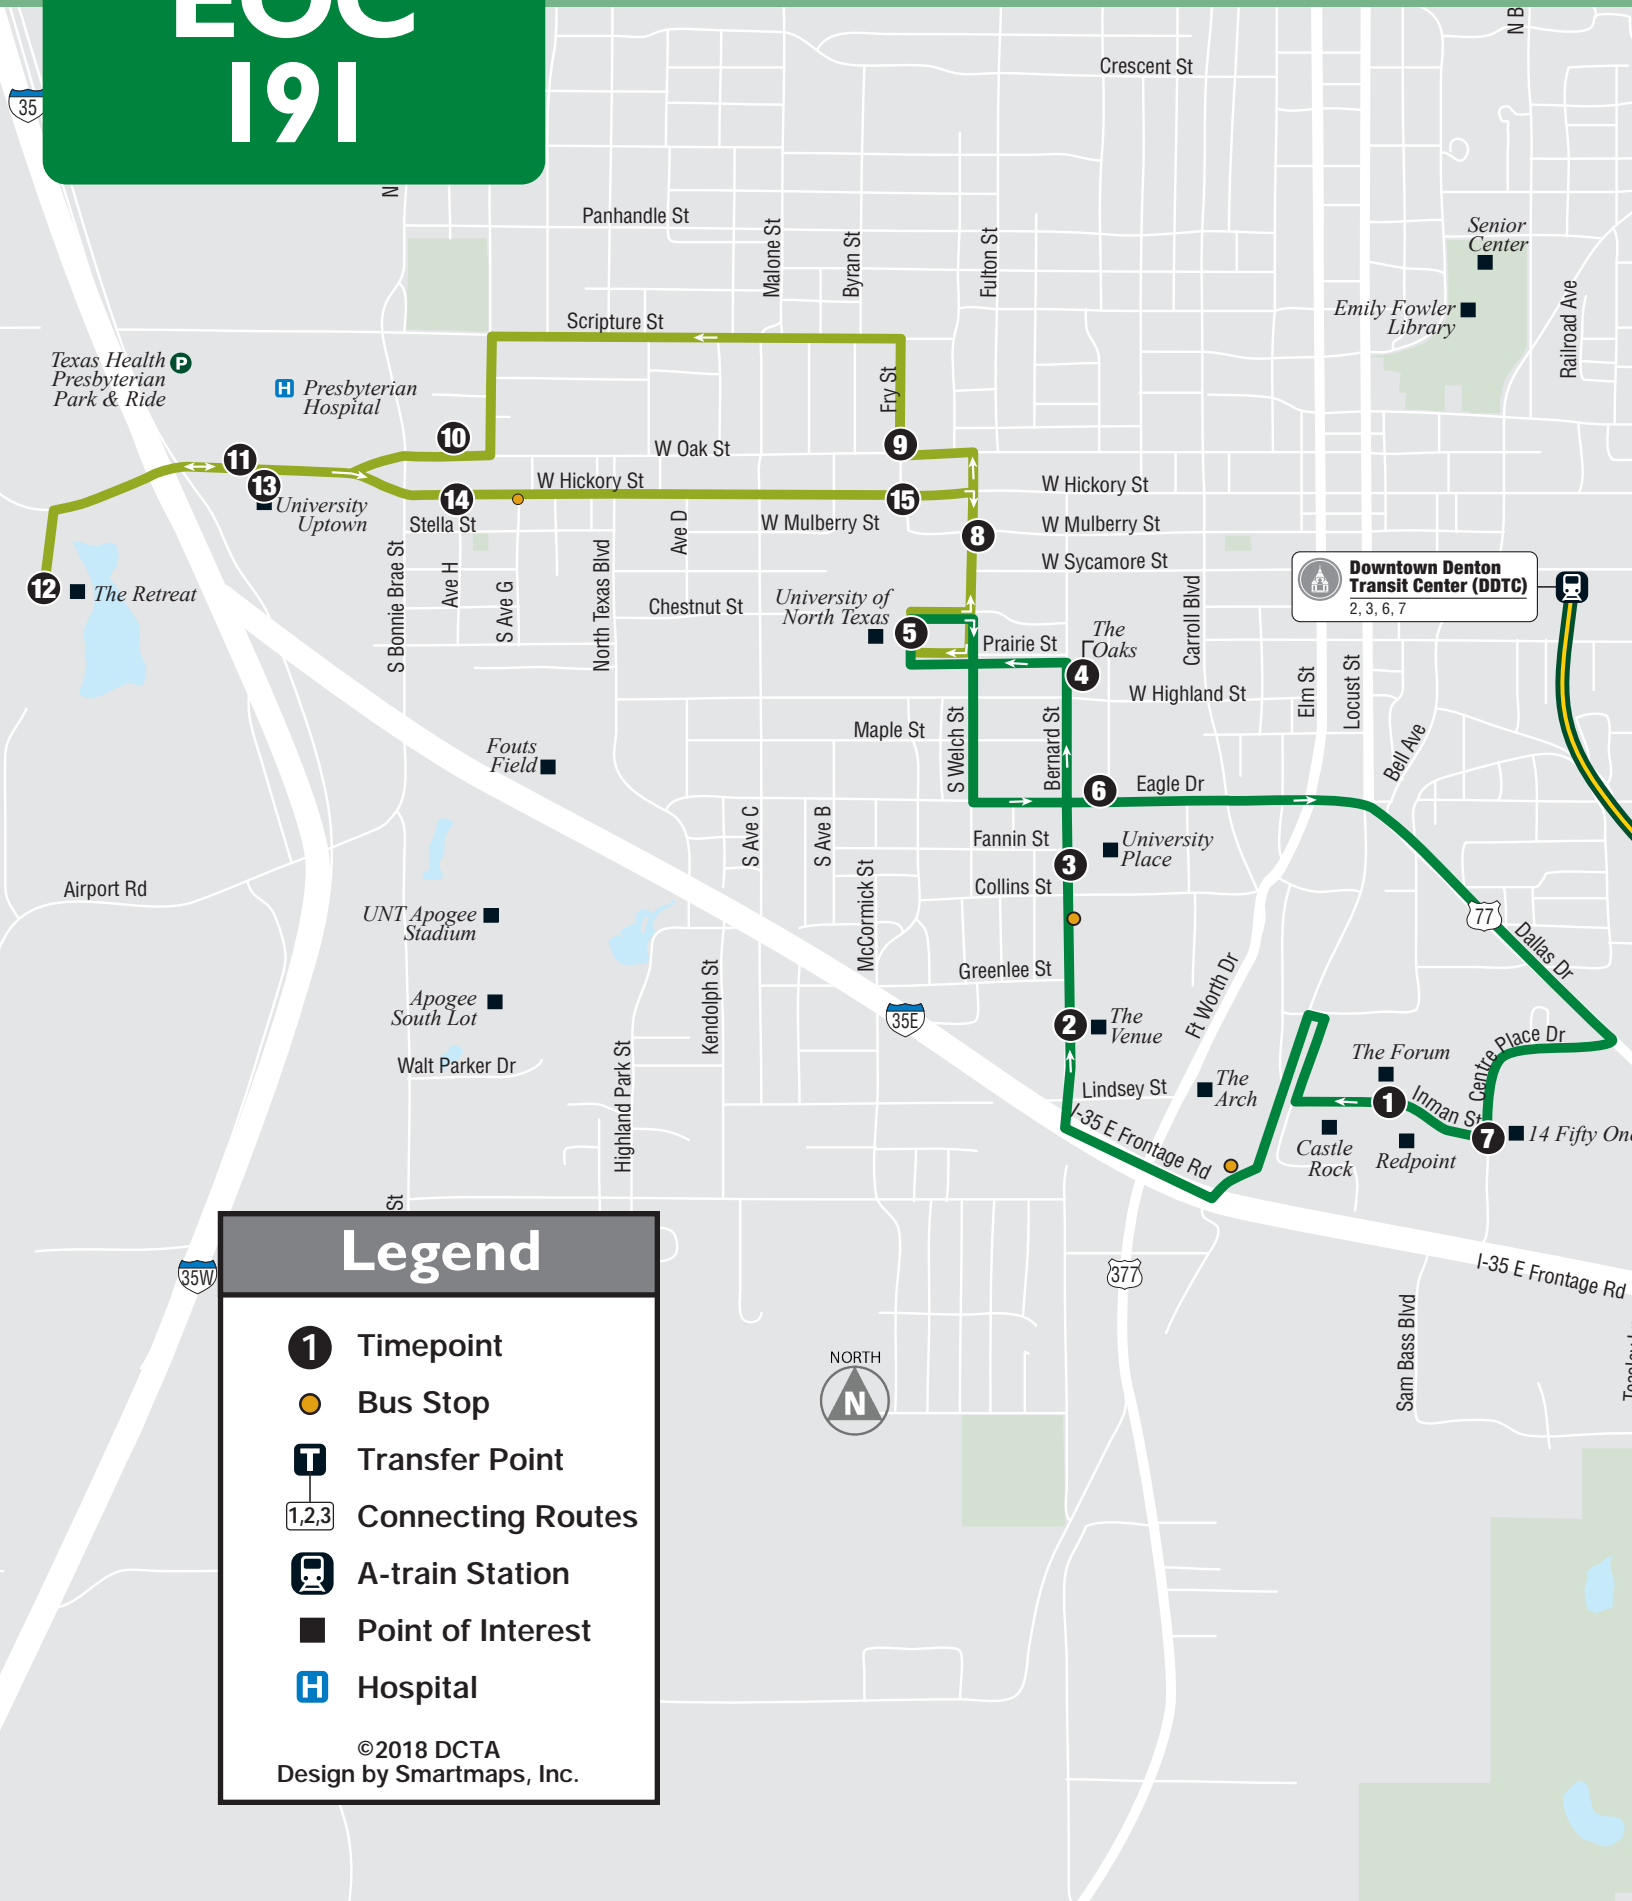 EOC
191
35
N B
Crescent St
N
Panhandle St
Malone St
Byran St
Fulton St
Senior
Center
Emily Fowler
Library
Railroad Ave
Scripture St
Texas Health
Presbyterian
Park & Ride
P
H
Presbyterian
Hospital
Fry St
9
10
W Oak St
11
13
W Hickory St
W Hickory St
University
Uptown
14
15
Stella St
Ave D
W Mulberry St
W Mulberry St
8
W Sycamore St
S Bonnie Brae St
Ave H
S Ave G
North Texas Blvd
12
The Retreat
Chestnut St
University of
North Texas
5
Prairie St
The
Oaks
4
Carroll Blvd
Downtown Denton
Transit Center (DDTC)
2, 3, 6, 7
Elm St
Locust St
W Highland St
Bell Ave
Maple St
S Welch St
Bernard St
Fouts
Field
6
Eagle Dr
S Ave C
S Ave B
Fannin St
3
University
Place
Collins St
McCormick St
Airport Rd
UNT Apogee
Stadium
77
Dallas Dr
Greenlee St
Ft Worth Dr
Kendolph St
Apogee
South Lot
35E
2
The
Venue
Walt Parker Dr
Highland Park St
The Forum
Centre Place Dr
Lindsey St
The
Arch
1
Inman St
7
14 Fifty One
I-35 E Frontage Rd
Castle
Rock
Redpoint
St
35W
377
I-35 E Frontage Rd
Sam Bass Blvd
NORTH
N
Legend
1 Timepoint
Bus Stop
T Transfer Point
1,2,3 Connecting Routes
A-train Station
Point of Interest
H Hospital
©2018 DCTA
Design by Smartmaps, Inc.